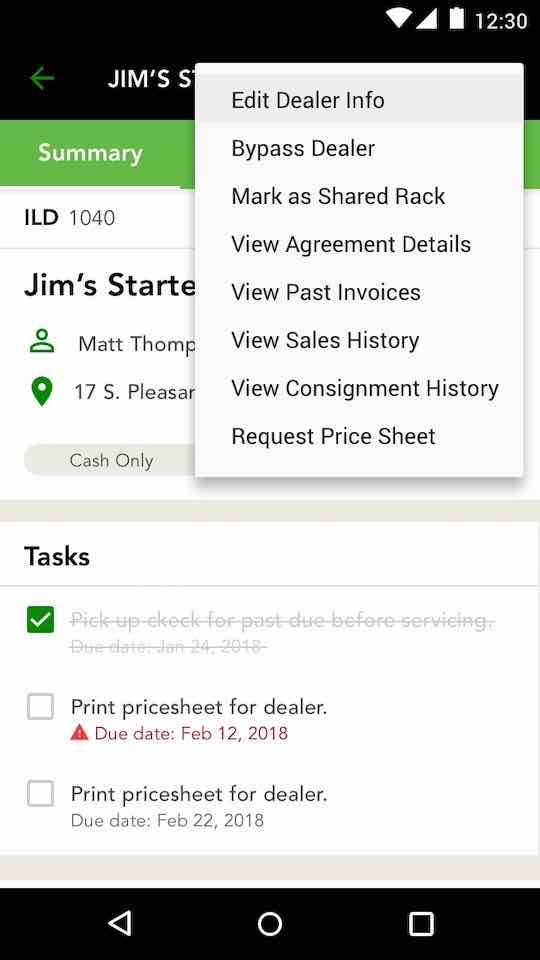 12:30
JIM'S ST
Edit Dealer Info
Bypass Dealer
Mark as Shared Rack
View Agreement Details
View Past Invoices
View Sales History
View Consignment History
Request Price Sheet
Summary
ILD 1040
Jim's Starte
Matt Thomp
17 S. Pleasan
Cash Only
Tasks
Pick up ckeck for past due before servicing.
Due date: Jan 24, 2018
Print pricesheet for dealer.
Due date: Feb 12, 2018
Print pricesheet for dealer.
Due date: Feb 22, 2018